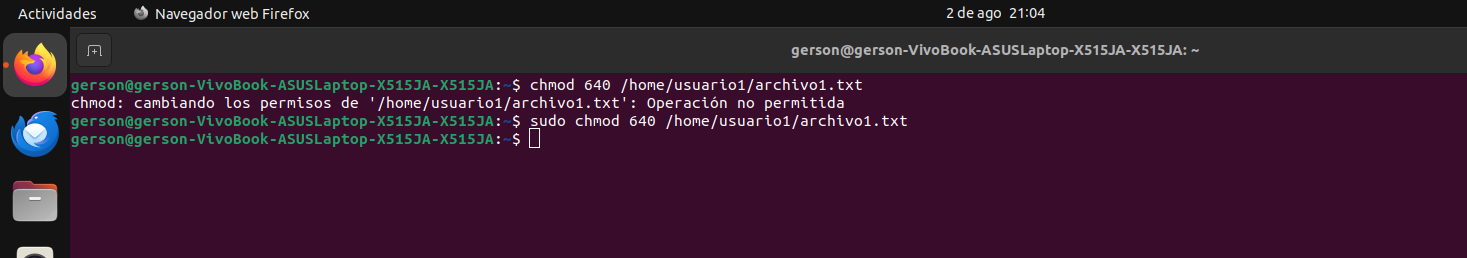 Actividades Navegador web Firefox 2 de ago 21:04
gerson@gerson-VivoBook-ASUSLaptop-X515JA-X515JA: ~
gerson@gerson-VivoBook-ASUSLaptop-X515JA-X515JA:~$ chmod 640 /home/usuario1/archivo1.txt
chmod: cambiando los permisos de '/home/usuario1/archivo1.txt': Operación no permitida
gerson@gerson-VivoBook-ASUSLaptop-X515JA-X515JA:~$ sudo chmod 640 /home/usuario1/archivo1.txt
gerson@gerson-VivoBook-ASUSLaptop-X515JA-X515JA:~$